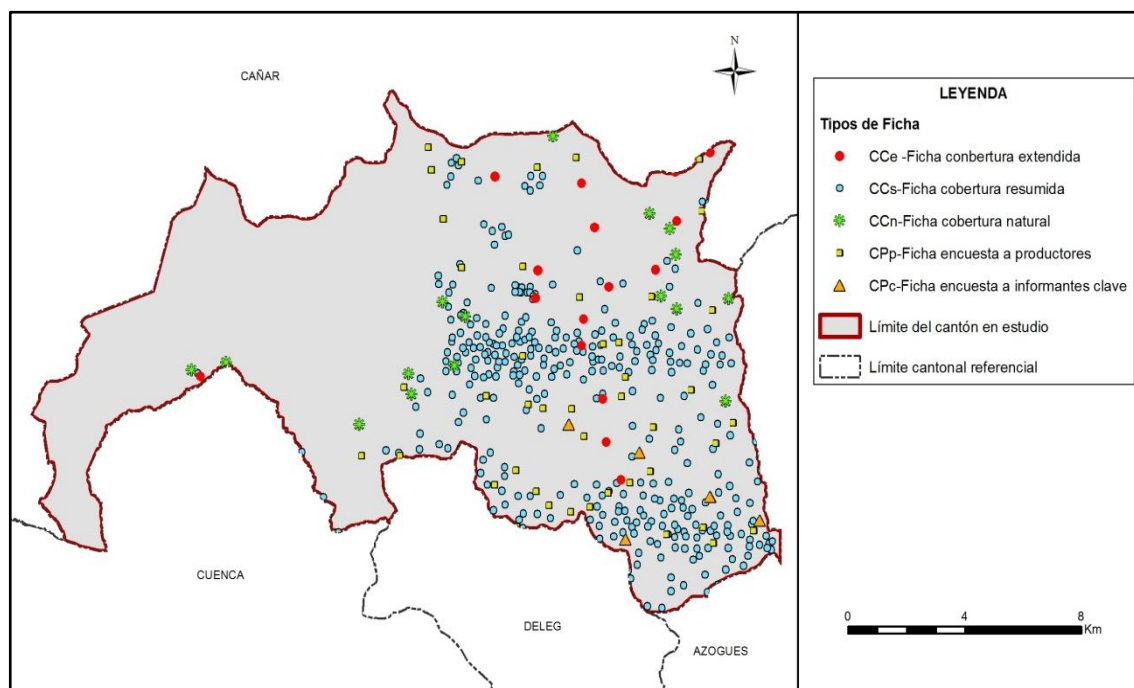 CAÑAR
N
CUENCA
DELEG
AZOGUES
LEYENDA
Tipos de Ficha
CCe -Ficha conbertura extendida
CCs-Ficha cobertura resumida
CCn-Ficha cobertura natural
CPp-Ficha encuesta a productores
CPc-Ficha encuesta a informantes clave
Límite del cantón en estudio
Límite cantonal referencial
0 4 8
Km